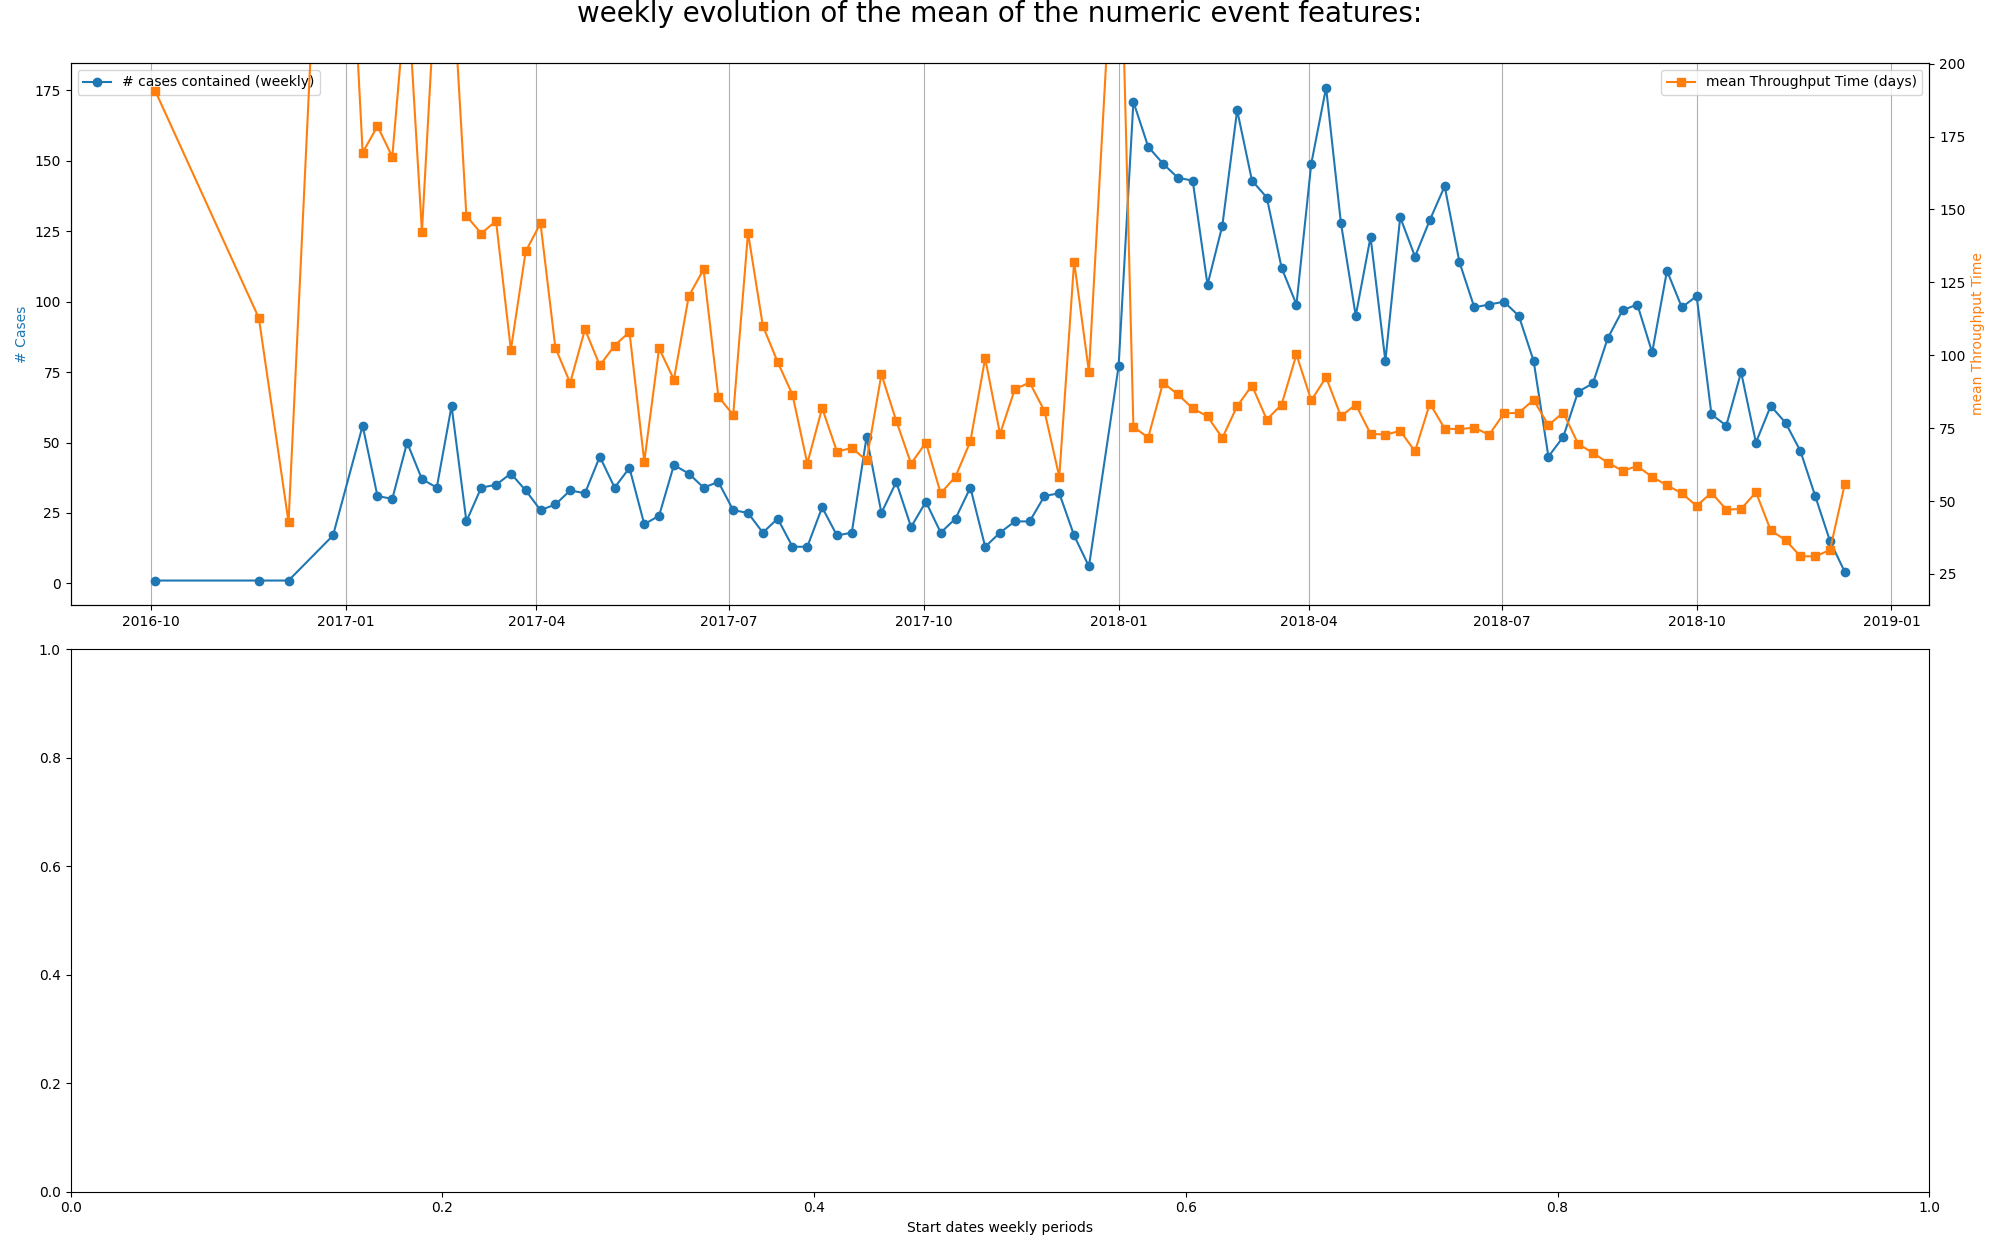 weekly evolution of the mean of the numeric event features:
# cases contained (weekly)
mean Throughput Time (days)
# Cases
175
150
125
100
75
50
25
0
200
175
150
125
100
75
50
25
mean Throughput Time
2016-10 2017-01 2017-04 2017-07 2017-10 2018-01 2018-04 2018-07 2018-10 2019-01
1.0
0.8
0.6
0.4
0.2
0.0
0.0 0.2 0.4 0.6 0.8 1.0
Start dates weekly periods